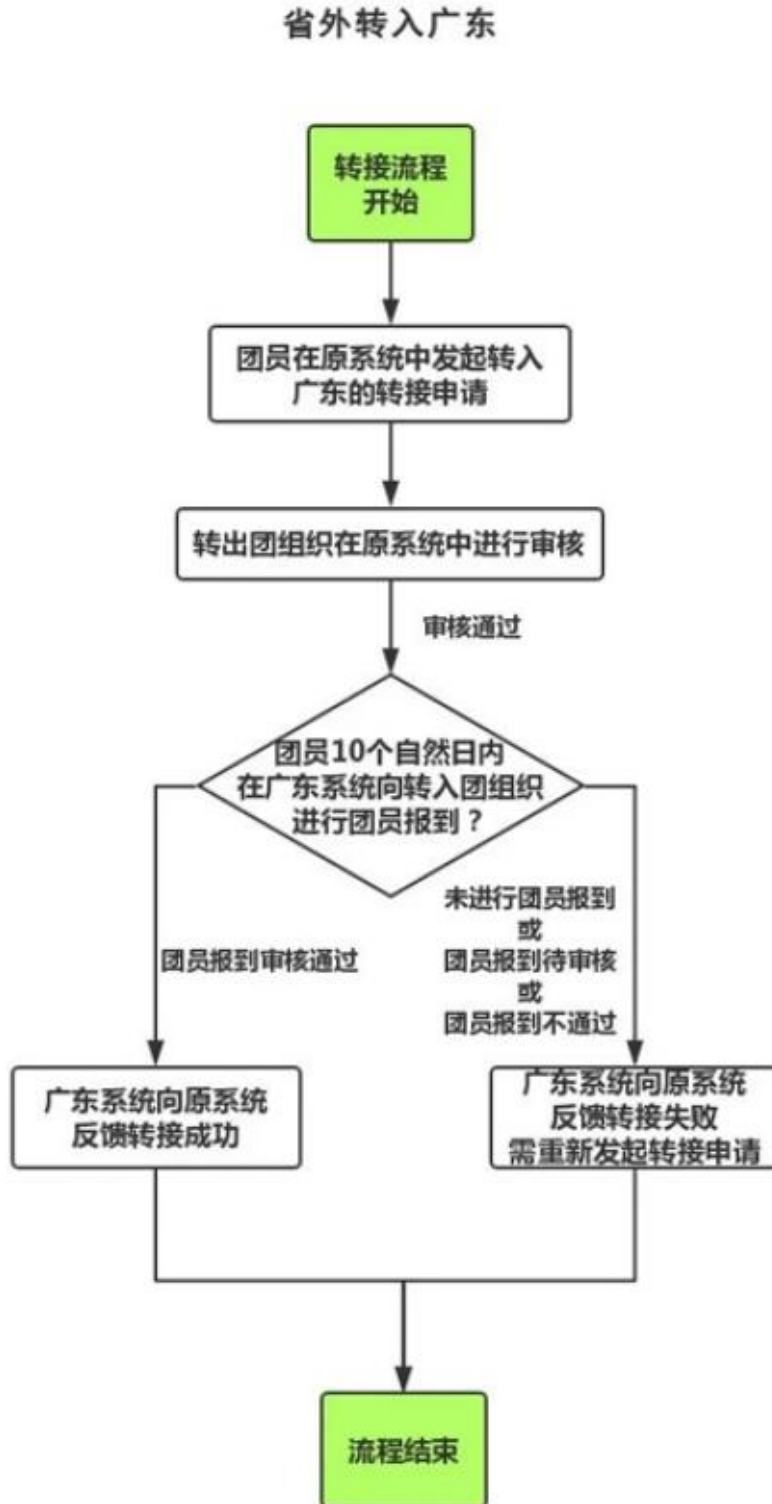 省外转入广东
转接流程
开始
团员在原系统中发起转入
广东的转接申请
转出团组织在原系统中进行审核
审核通过
团员10个自然日内
在广东系统向转入团组织
进行团员报到？
未进行团员报到
或
团员报到审核通过
团员报到待审核
或
团员报到不通过
广东系统向原系统
反馈转接成功
广东系统向原系统
反馈转接失败
需重新发起转接申请
流程结束